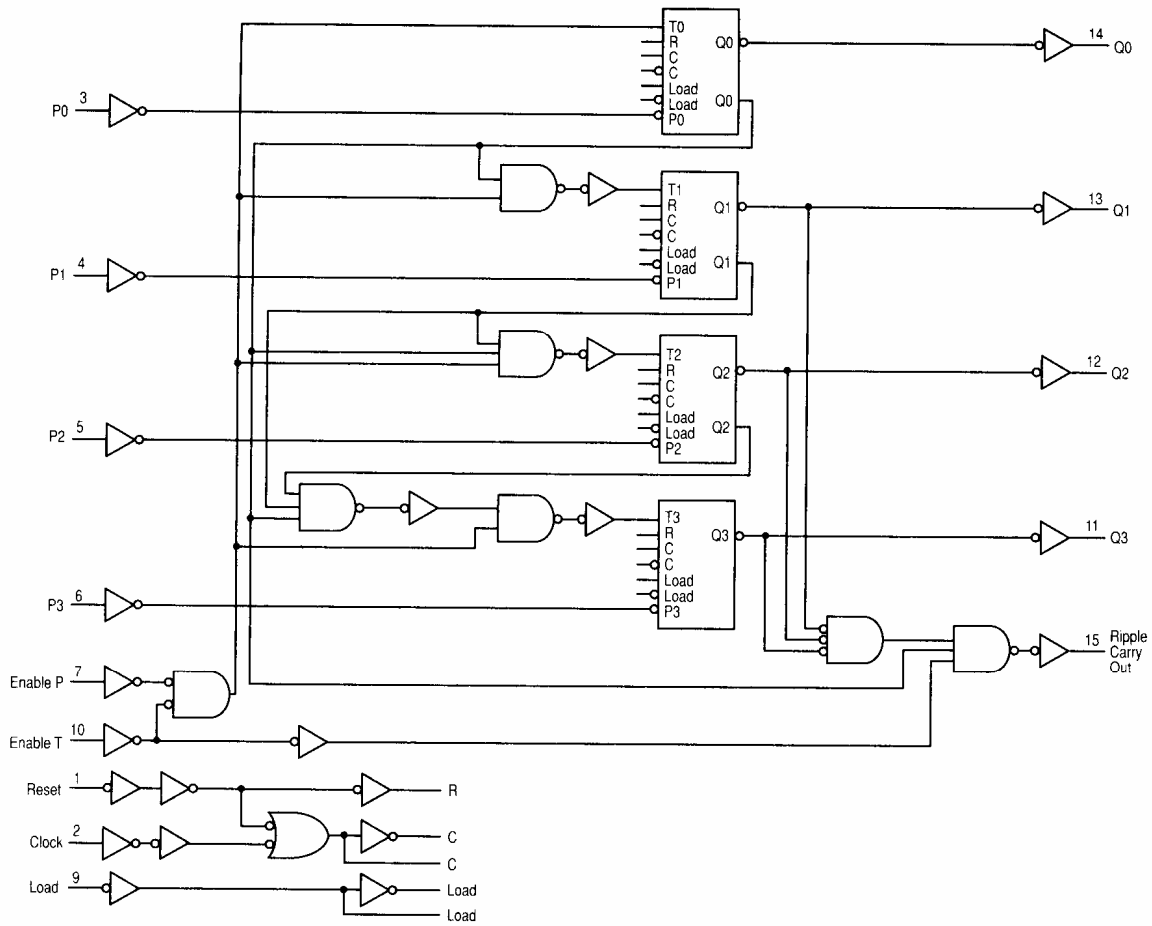 T0
R
C
C
Load
Load
P0
Q0
Q0
14
Q0
P0
3
T1
R
C
C
Load
Load
P1
Q1
Q1
13
Q1
P1
4
T2
R
C
C
Load
Load
P2
Q2
Q2
12
Q2
P2
5
T3
R
C
C
Load
Load
P3
Q3
11
Q3
P3
6
15
Ripple
Carry
Out
Enable P
7
Enable T
10
Reset
1
R
Clock
2
C
C
Load
9
Load
Load